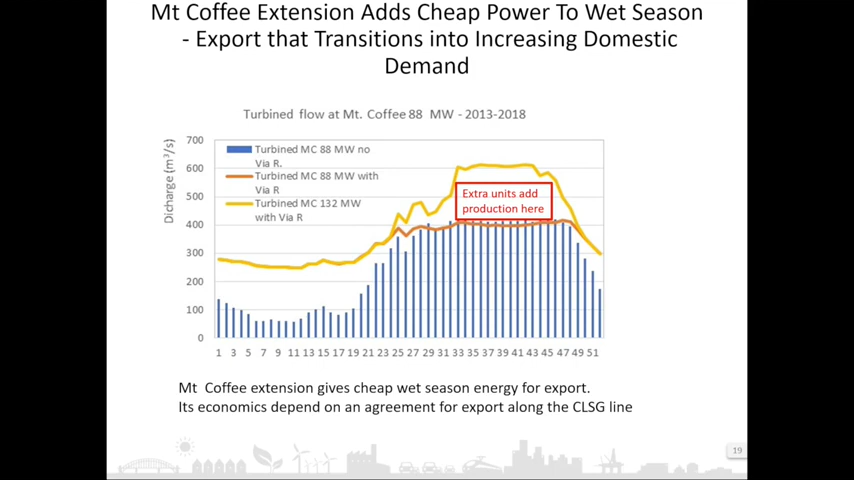 Mt Coffee Extension Adds Cheap Power To Wet Season
- Export that Transitions into Increasing Domestic
Demand
Turbined flow at Mt. Coffee 88 MW - 2013-2018
Dicharge (m³/s)
700
600
500
400
300
200
100
0
Turbined MC 88 MW no
Via R.
Turbined MC 88 MW with
Via R
Turbined MC 132 MW
with Via R
Extra units add
production here
1 3 5 7 9 11 13 15 17 19 21 23 25 27 29 31 33 35 37 39 41 43 45 47 49 51
Mt Coffee extension gives cheap wet season energy for export.
Its economics depend on an agreement for export along the CLSG line
19